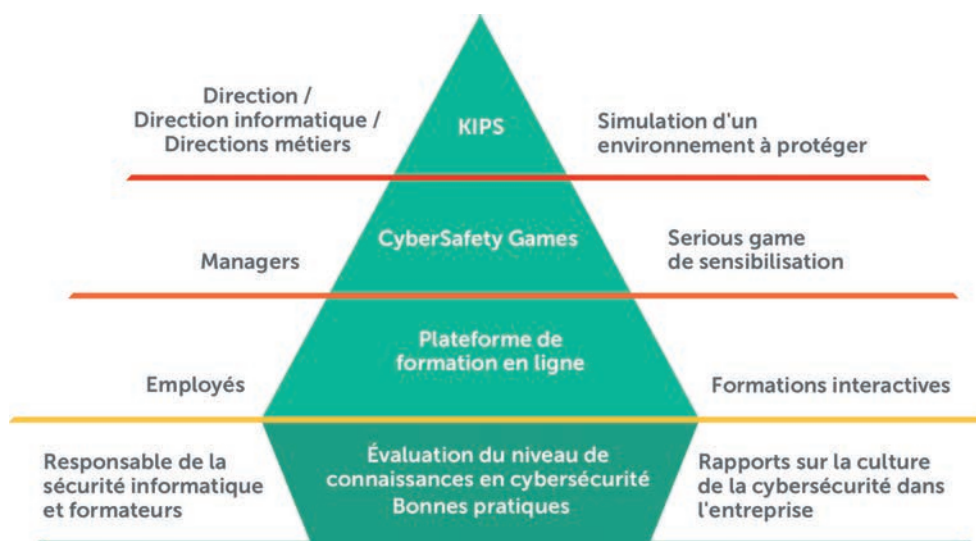 Direction /
Direction informatique /
Directions métiers
KIPS
Simulation d'un
environnement à protéger
Managers
CyberSafety Games
Serious game
de sensibilisation
Employés
Plateforme de
formation en ligne
Formations interactives
Responsable de la
sécurité informatique
et formateurs
Évaluation du niveau de
connaissances en cybersécurité
Bonnes pratiques
Rapports sur la culture
de la cybersécurité dans
l'entreprise